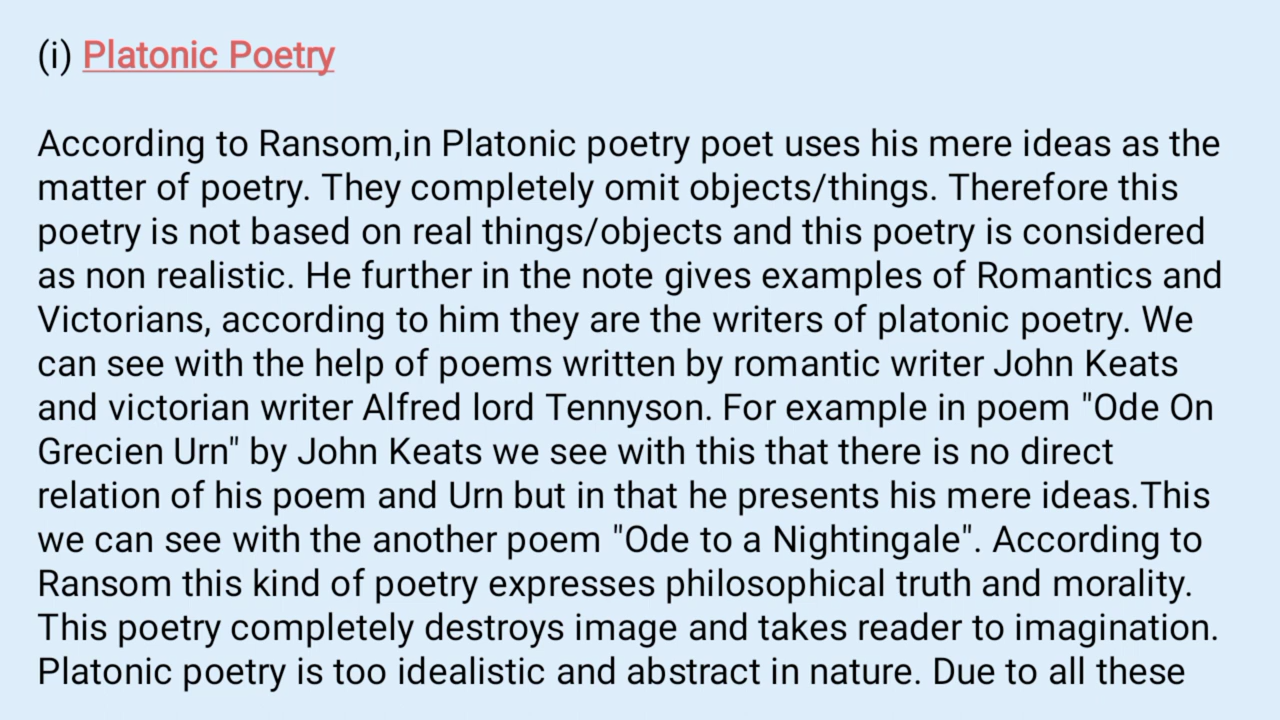 (i) Platonic Poetry
According to Ransom,in Platonic poetry poet uses his mere ideas as the
matter of poetry. They completely omit objects/things. Therefore this
poetry is not based on real things/objects and this poetry is considered
as non realistic. He further in the note gives examples of Romantics and
Victorians, according to him they are the writers of platonic poetry. We
can see with the help of poems written by romantic writer John Keats
and victorian writer Alfred lord Tennyson. For example in poem "Ode On
Grecien Urn" by John Keats we see with this that there is no direct
relation of his poem and Urn but in that he presents his mere ideas.This
we can see with the another poem "Ode to a Nightingale". According to
Ransom this kind of poetry expresses philosophical truth and morality.
This poetry completely destroys image and takes reader to imagination.
Platonic poetry is too idealistic and abstract in nature. Due to all these